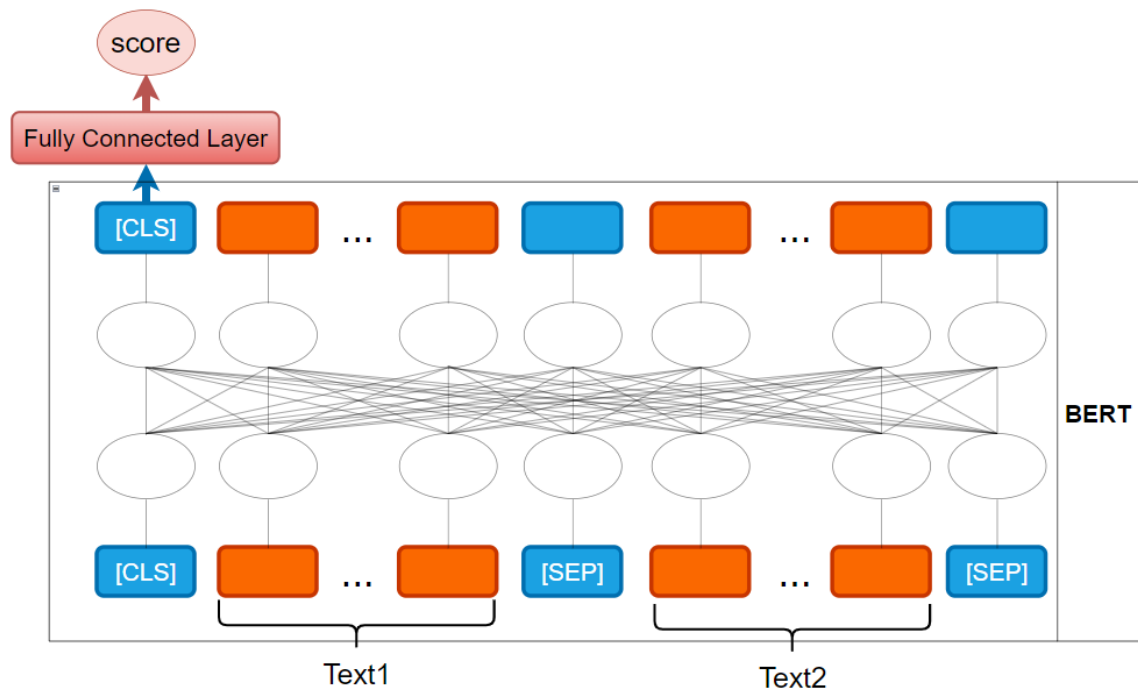 score
Fully Connected Layer
[CLS]
...
...
BERT
[CLS]
...
[SEP]
...
[SEP]
Text1
Text2